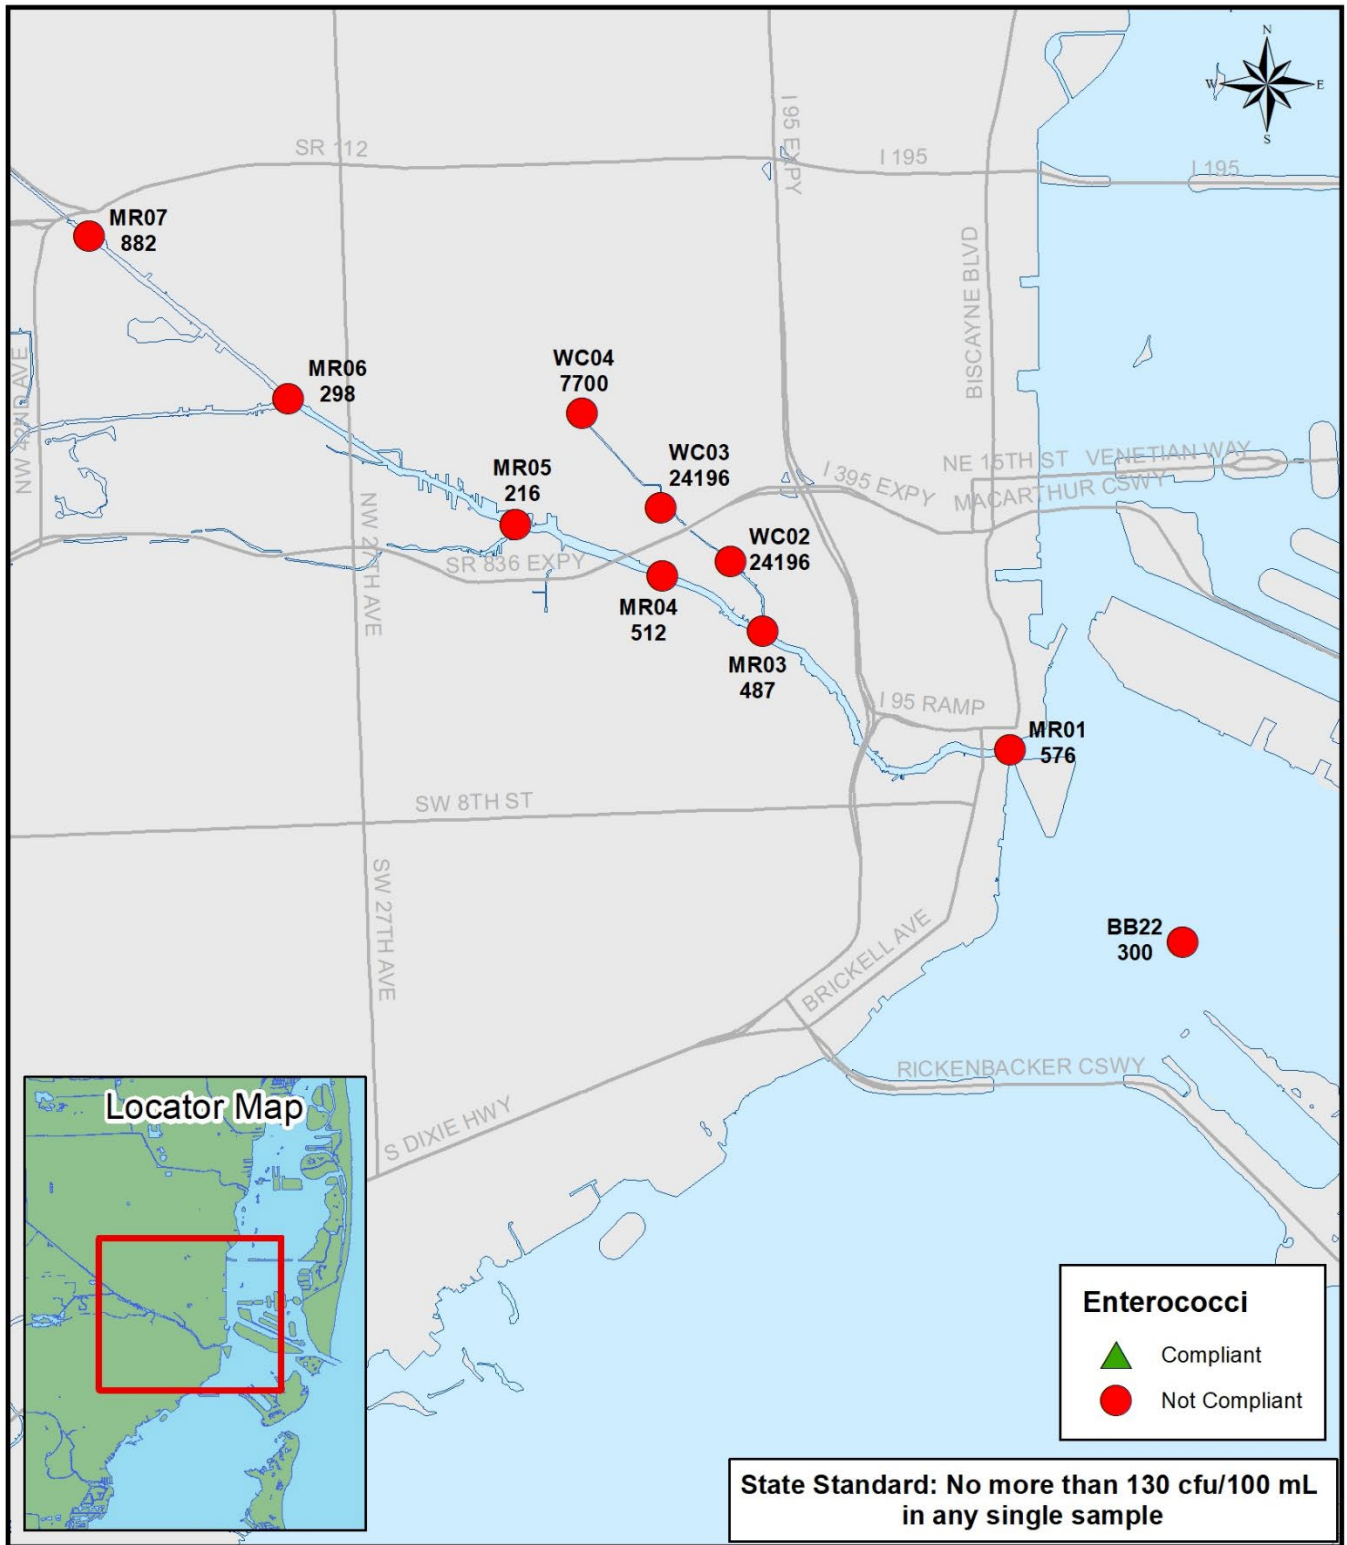 N
W
E
S
I 95 EXPY
SR 112
I 195
I 195
MR07
882
BISCAYNE BLVD
NW 42ND AVE
MR06
298
WC04
7700
WC03
24196
MR05
216
I 395 EXPY
NE 15TH ST
VENETIAN WAY
MACARTHUR CSWY
NW 27TH AVE
SR 836 EXPY
WC02
24196
MR04
512
MR03
487
I 95 RAMP
MR01
576
SW 8TH ST
SW 27TH AVE
BRICKELL AVE
BB22
300
RICKENBACKER CSWY
S DIXIE HWY
Locator Map
Enterococci
Compliant
Not Compliant
State Standard: No more than 130 cfu/100 mL
in any single sample